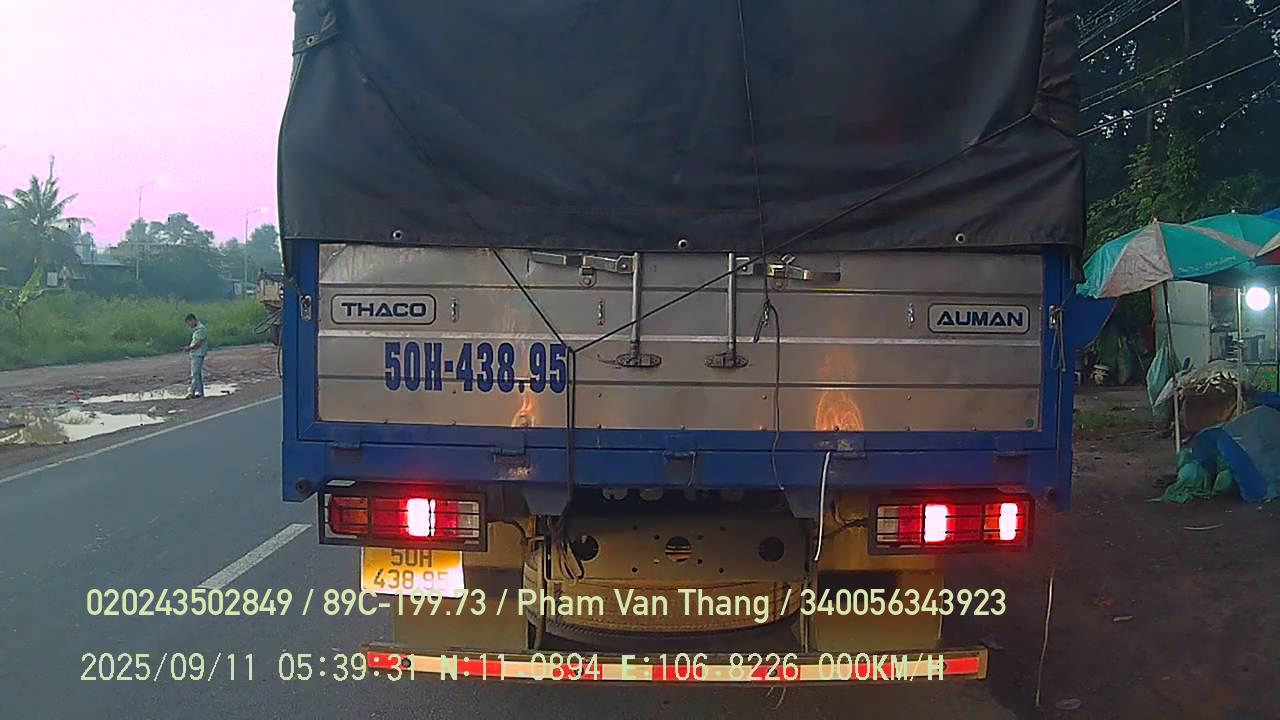 THACO
AUMAN
50H-438.95
50H
438.95
020243502849 / 89C-199.73 / Pham Van Thang / 340056343923
2025/09/11 05:39:31 N:11.0894 E:106.8226 000KM/H